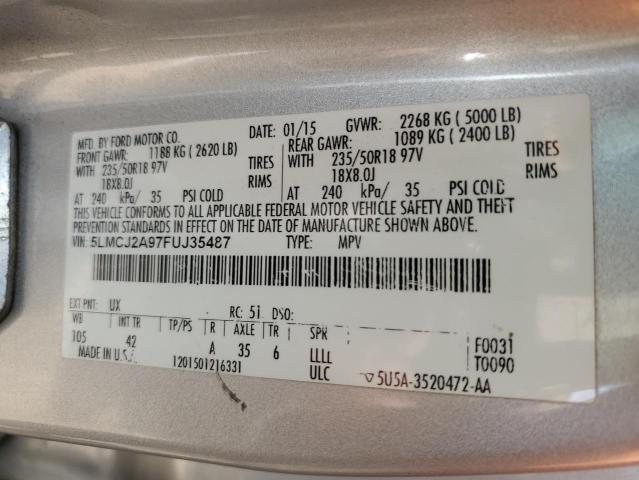 MFD. BY FORD MOTOR CO.
DATE: 01/15 GVWR: 2268 KG ( 5000 LB)
FRONT GAWR: 1188 KG ( 2620 LB)
REAR GAWR: 1089 KG ( 2400 LB)
WITH 235/50R18 97V TIRES
WITH 235/50R18 97V TIRES
18X8.0J RIMS
18X8.0J RIMS
AT 240 kPa/ 35 PSI COLD
AT 240 kPa/ 35 PSI COLD
THIS VEHICLE CONFORMS TO ALL APPLICABLE FEDERAL MOTOR VEHICLE SAFETY AND THEFT
PREVENTION STANDARDS IN EFFECT ON THE DATE OF MANUFACTURE SHOWN ABOVE.
VIN: 5LMCJ2A97FUJ35487 TYPE: MPV
EXT PNT: UX RC: 51 DSO:
WB INT TR TP/PS R AXLE TR SPR
105 42 A 35 6 LLLL F0031
MADE IN U.S.A. 1201501216331 ULC T0090
5U5A-3520472-AA